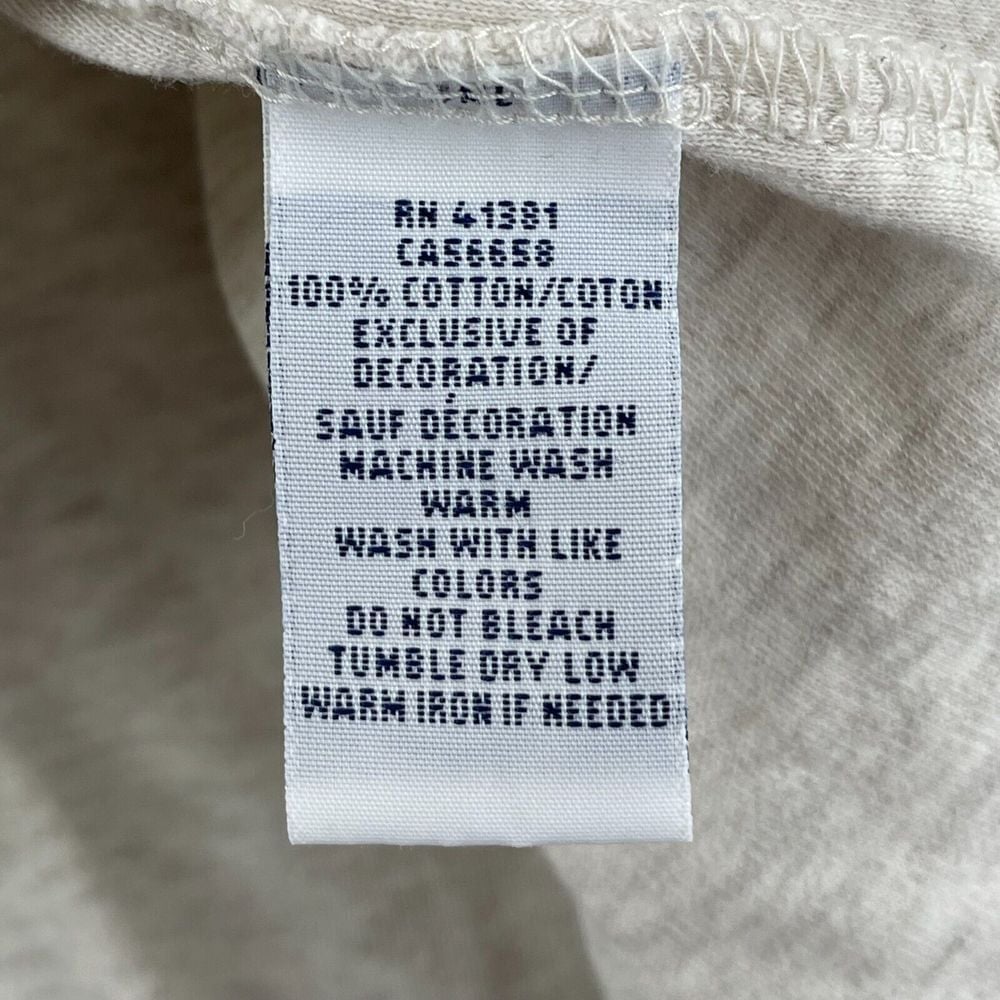 RN 41381
CA56658
100% COTTON/COTON
EXCLUSIVE OF
DECORATION/
SAUF DÉCORATION
MACHINE WASH
WARM
WASH WITH LIKE
COLORS
DO NOT BLEACH
TUMBLE DRY LOW
WARM IRON IF NEEDED